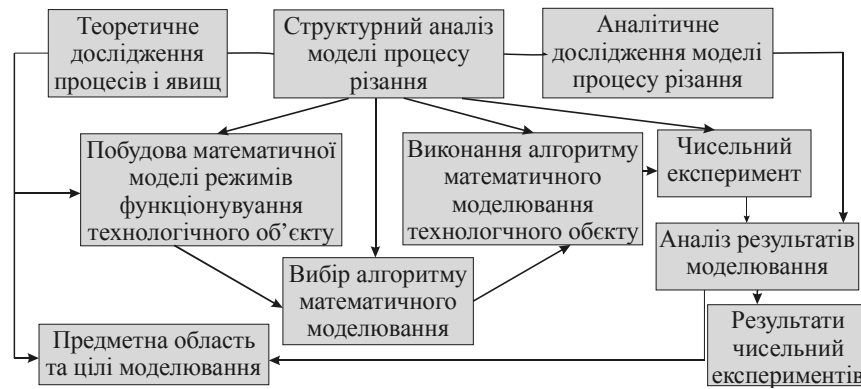 Теоретичне
дослідження
процесів і явищ
Структурний аналіз
моделі процесу
різання
Аналітичне
дослідження моделі
процесу різання
Побудова математичної
моделі режимів
функціонувуання
технологічного об’єкту
Виконання алгоритму
математичного
моделювання
технологчного обєкту
Чисельний
експеримент
Вибір алгоритму
математичного
моделювання
Аналіз результатів
моделювання
Предметна область
та цілі моделювання
Результати
чисельний
експериментів